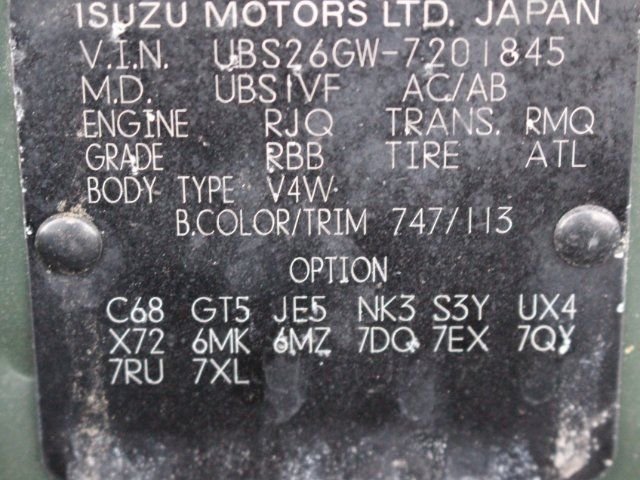 ISUZU MOTORS LTD. JAPAN
V.I.N. UBS26GW-7201845
M.D. UBS1VF AC/AB
ENGINE RJQ TRANS. RMQ
GRADE RBB TIRE ATL
BODY TYPE V4W
B.COLOR/TRIM 747/113
OPTION
C68 GT5 JE5 NK3 S3Y UX4
X72 6MK 6MZ 7DQ 7EX 7QY
7RU 7XL